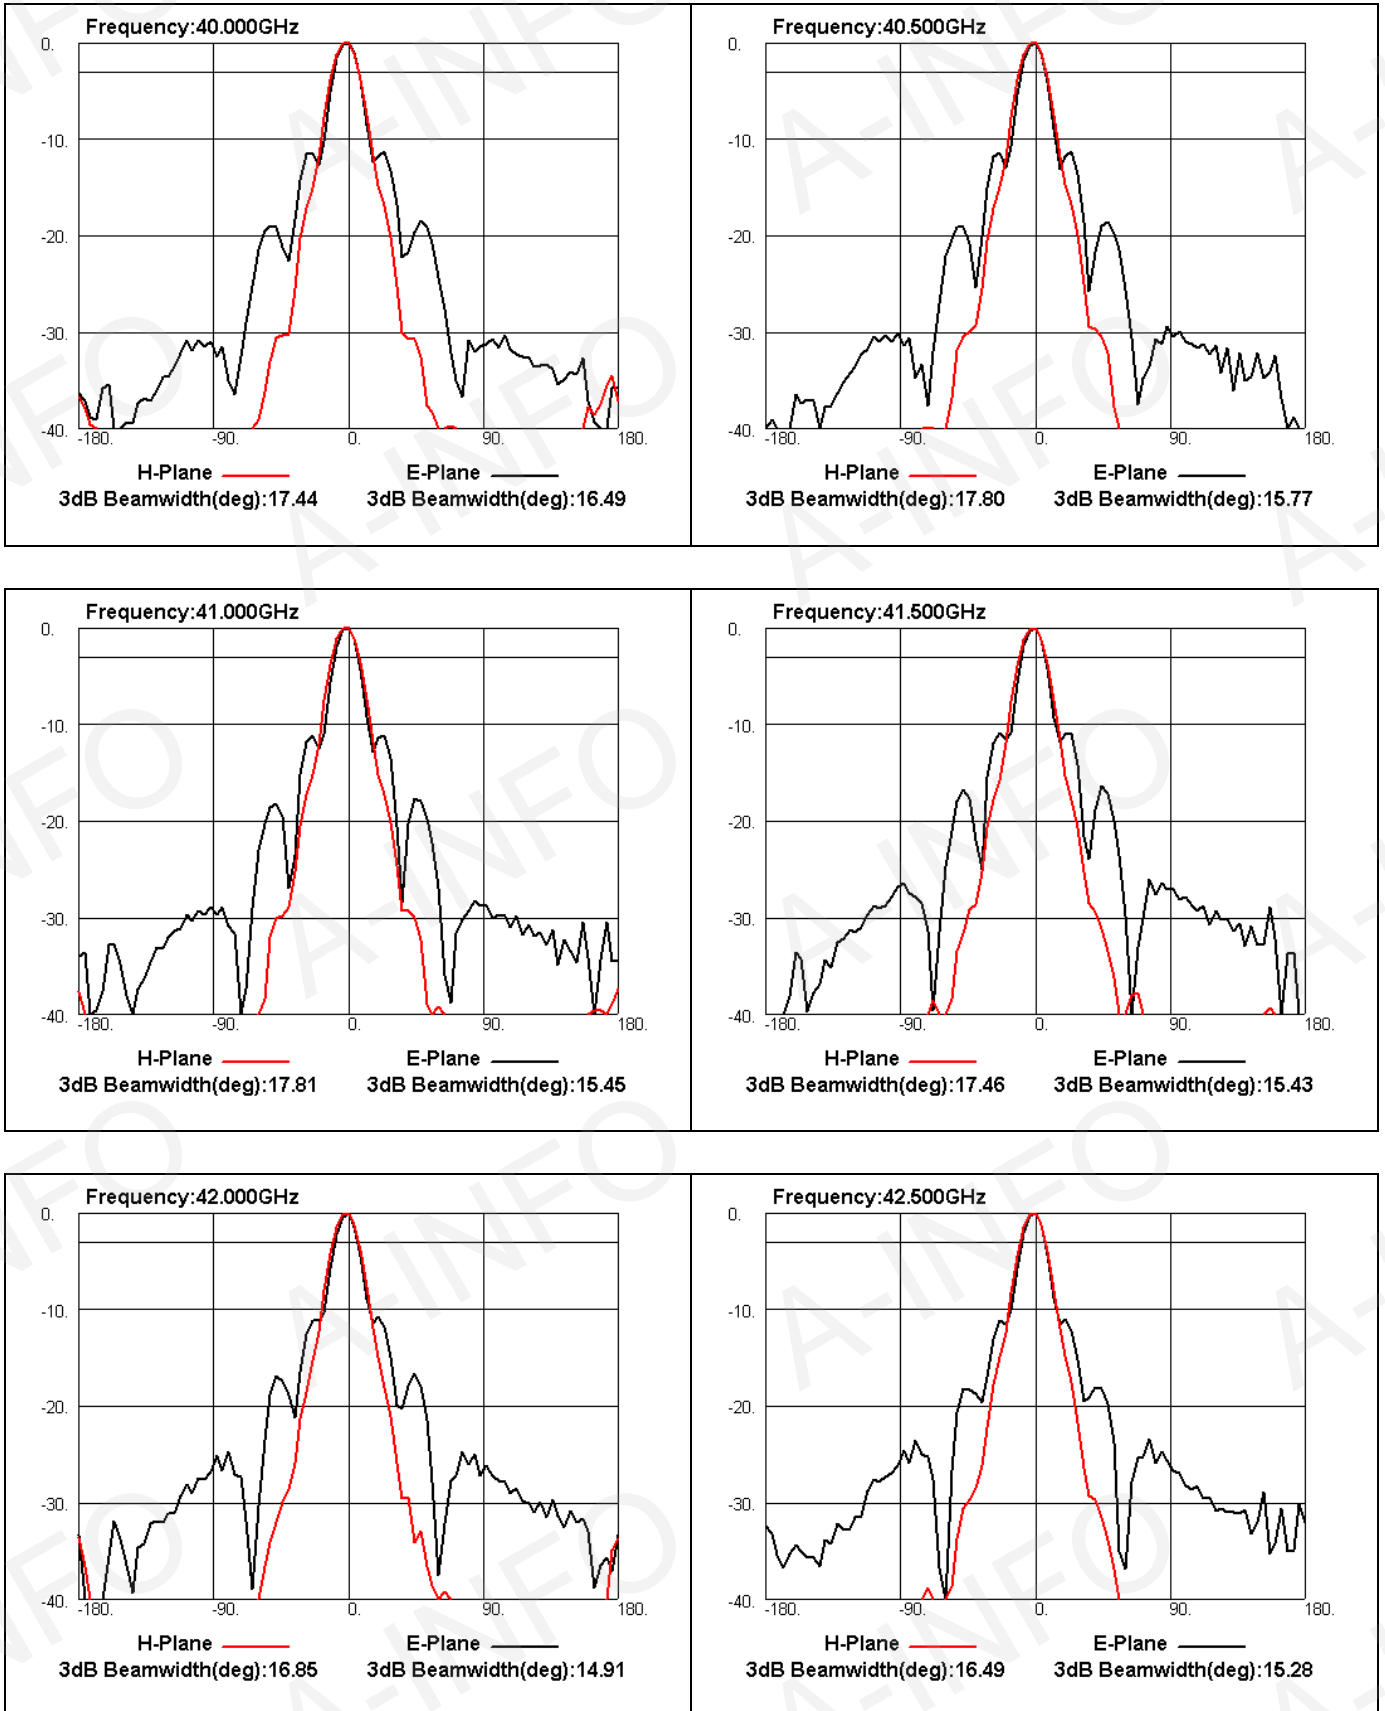 Frequency:40.000GHz
0.
-10.
-20.
-30.
-40.
-180. -90. 0. 90. 180.
H-Plane E-Plane
3dB Beamwidth(deg):17.44 3dB Beamwidth(deg):16.49
Frequency:40.500GHz
0.
-10.
-20.
-30.
-40.
-180. -90. 0. 90. 180.
H-Plane E-Plane
3dB Beamwidth(deg):17.80 3dB Beamwidth(deg):15.77
Frequency:41.000GHz
0.
-10.
-20.
-30.
-40.
-180. -90. 0. 90. 180.
H-Plane E-Plane
3dB Beamwidth(deg):17.81 3dB Beamwidth(deg):15.45
Frequency:41.500GHz
0.
-10.
-20.
-30.
-40.
-180. -90. 0. 90. 180.
H-Plane E-Plane
3dB Beamwidth(deg):17.46 3dB Beamwidth(deg):15.43
Frequency:42.000GHz
0.
-10.
-20.
-30.
-40.
-180. -90. 0. 90. 180.
H-Plane E-Plane
3dB Beamwidth(deg):16.85 3dB Beamwidth(deg):14.91
Frequency:42.500GHz
0.
-10.
-20.
-30.
-40.
-180. -90. 0. 90. 180.
H-Plane E-Plane
3dB Beamwidth(deg):16.49 3dB Beamwidth(deg):15.28
A-INFO